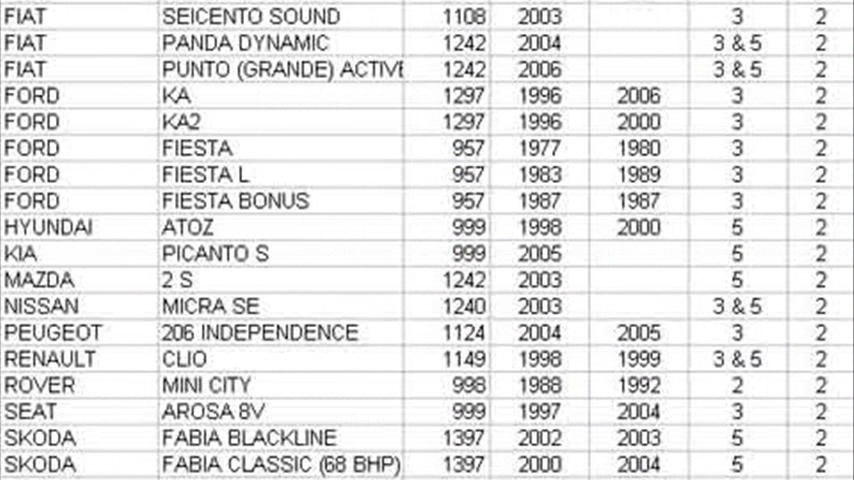 FIAT SEICENTO SOUND 1108 2003 3 2
FIAT PANDA DYNAMIC 1242 2004 3 & 5 2
FIAT PUNTO (GRANDE) ACTIVE 1242 2006 3 & 5 2
FORD KA 1297 1996 2006 3 2
FORD KA2 1297 1996 2000 3 2
FORD FIESTA 957 1977 1980 3 2
FORD FIESTA L 957 1983 1989 3 2
FORD FIESTA BONUS 957 1987 1987 3 2
HYUNDAI ATOZ 999 1998 2000 5 2
KIA PICANTO S 999 2005 5 2
MAZDA 2 S 1242 2003 5 2
NISSAN MICRA SE 1240 2003 3 & 5 2
PEUGEOT 206 INDEPENDENCE 1124 2004 2005 3 2
RENAULT CLIO 1149 1998 1999 3 & 5 2
ROVER MINI CITY 998 1988 1992 2 2
SEAT AROSA 8V 999 1997 2004 3 2
SKODA FABIA BLACKLINE 1397 2002 2003 5 2
SKODA FABIA CLASSIC (68 BHP) 1397 2000 2004 5 2